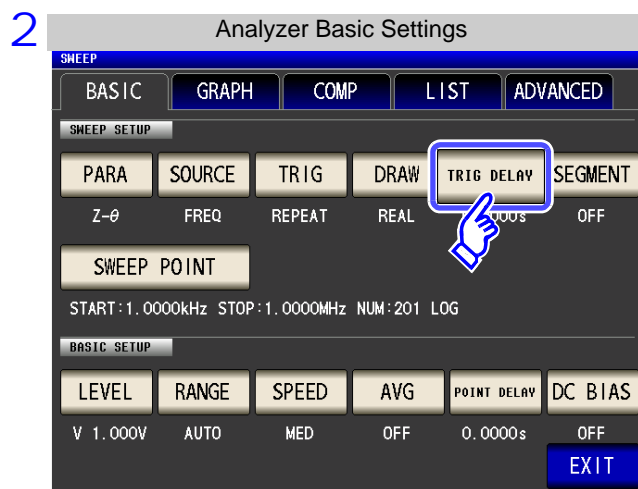 2 Analyzer Basic Settings
SWEEP
BASIC GRAPH COMP LIST ADVANCED
SWEEP SETUP
PARA SOURCE TRIG DRAW TRIG DELAY SEGMENT
Z-θ FREQ REPEAT REAL 000s OFF
SWEEP POINT
START:1.0000kHz STOP:1.0000MHz NUM:201 LOG
BASIC SETUP
LEVEL RANGE SPEED AVG POINT DELAY DC BIAS
V 1.000V AUTO MED OFF 0.0000s OFF
EXIT